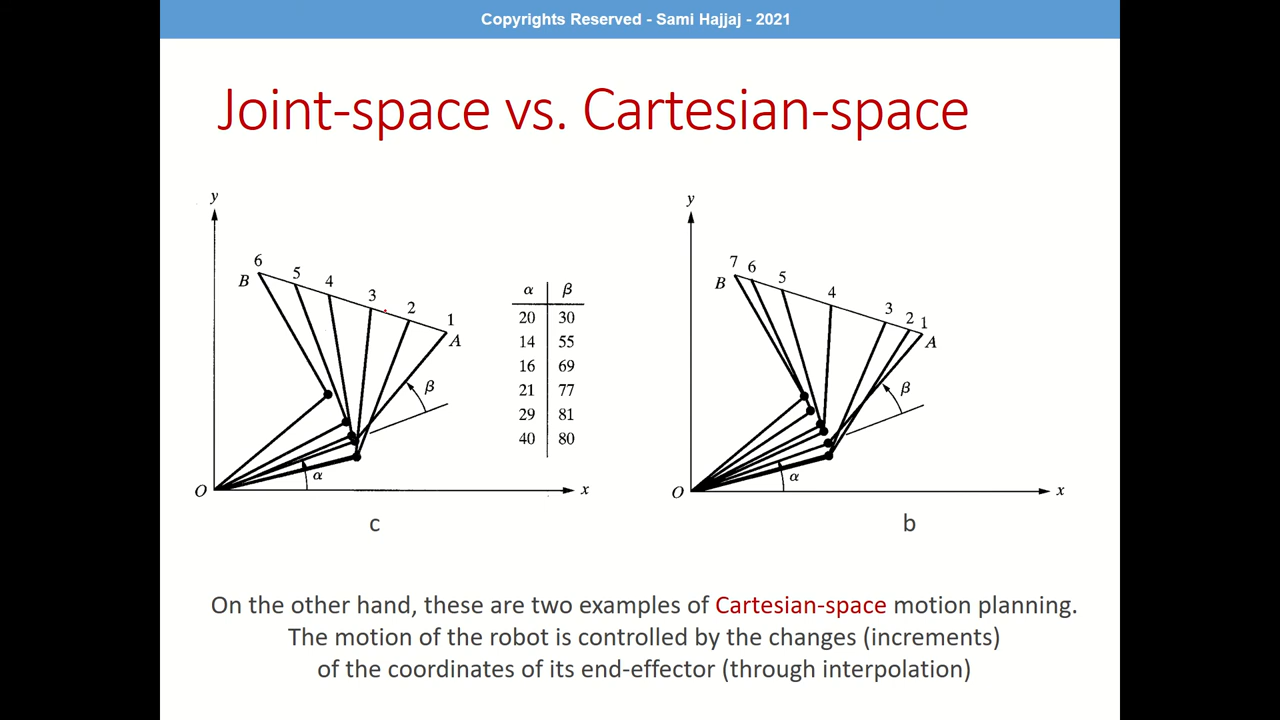 Copyrights Reserved - Sami Hajjaj - 2021
Joint-space vs. Cartesian-space
y
6
5
4
3
2
1
B
A
β
α
O
x
α β
20 30
14 55
16 69
21 77
29 81
40 80
c
y
7
6
5
4
3
2
1
B
A
β
α
O
x
b
On the other hand, these are two examples of Cartesian-space motion planning.
The motion of the robot is controlled by the changes (increments)
of the coordinates of its end-effector (through interpolation)